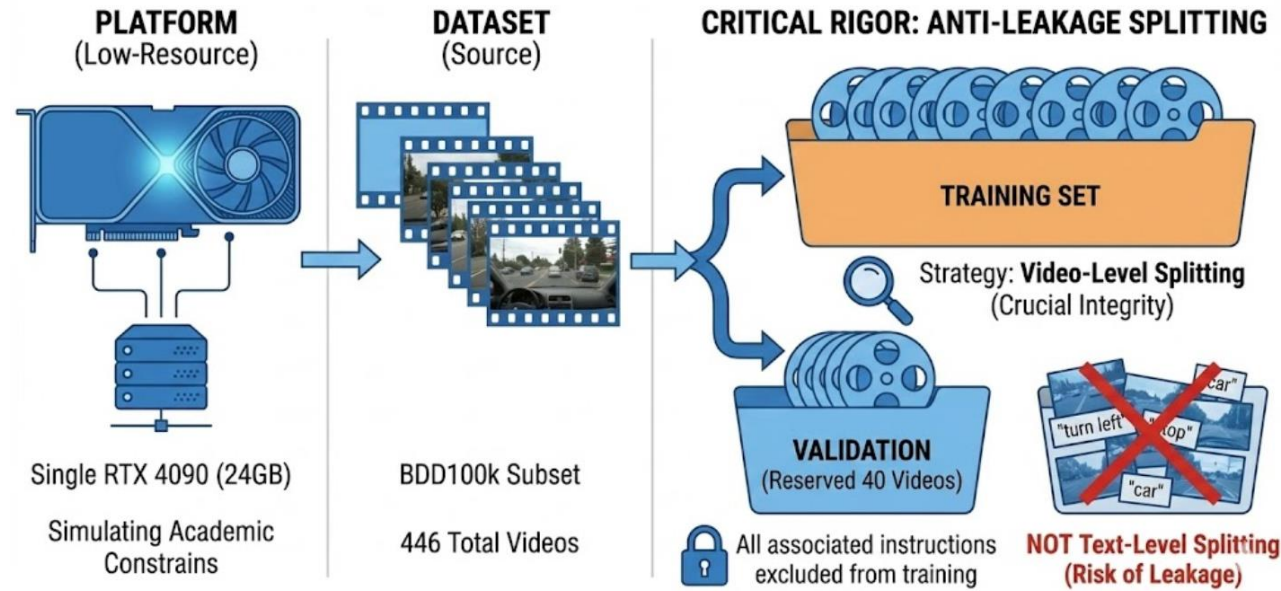 PLATFORM
(Low-Resource)
Single RTX 4090 (24GB)
Simulating Academic
Constrains
DATASET
(Source)
BDD100k Subset
446 Total Videos
CRITICAL RIGOR: ANTI-LEAKAGE SPLITTING
TRAINING SET
Strategy: Video-Level Splitting
(Crucial Integrity)
VALIDATION
(Reserved 40 Videos)
All associated instructions
excluded from training
car"
"turn left"
top"
"car"
NOT Text-Level Splitting
(Risk of Leakage)